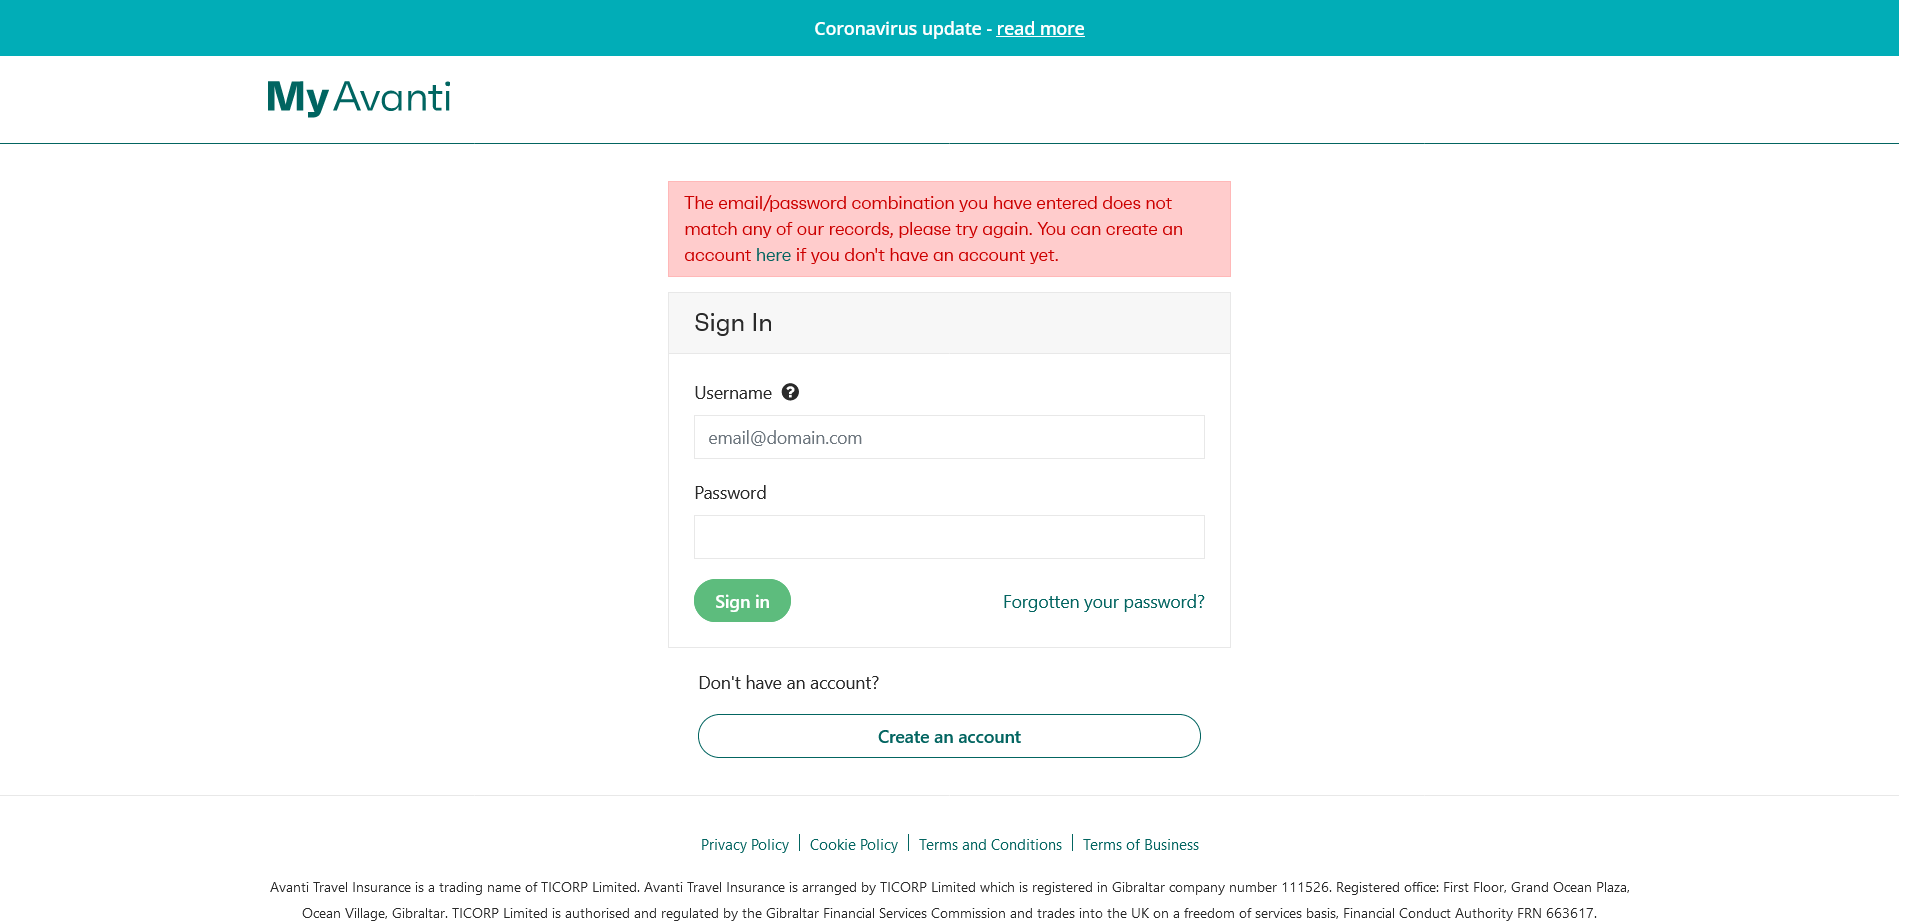 Coronavirus update - read more
My Avanti
The email/password combination you have entered does not
match any of our records, please try again. You can create an
account here if you don't have an account yet.
Sign In
Username ?
email@domain.com
Password
Sign in
Forgotten your password?
Don't have an account?
Create an account
Privacy Policy | Cookie Policy | Terms and Conditions | Terms of Business
Avanti Travel Insurance is a trading name of TICORP Limited. Avanti Travel Insurance is arranged by TICORP Limited which is registered in Gibraltar company number 111526. Registered office: First Floor, Grand Ocean Plaza,
Ocean Village, Gibraltar. TICORP Limited is authorised and regulated by the Gibraltar Financial Services Commission and trades into the UK on a freedom of services basis, Financial Conduct Authority FRN 663617.